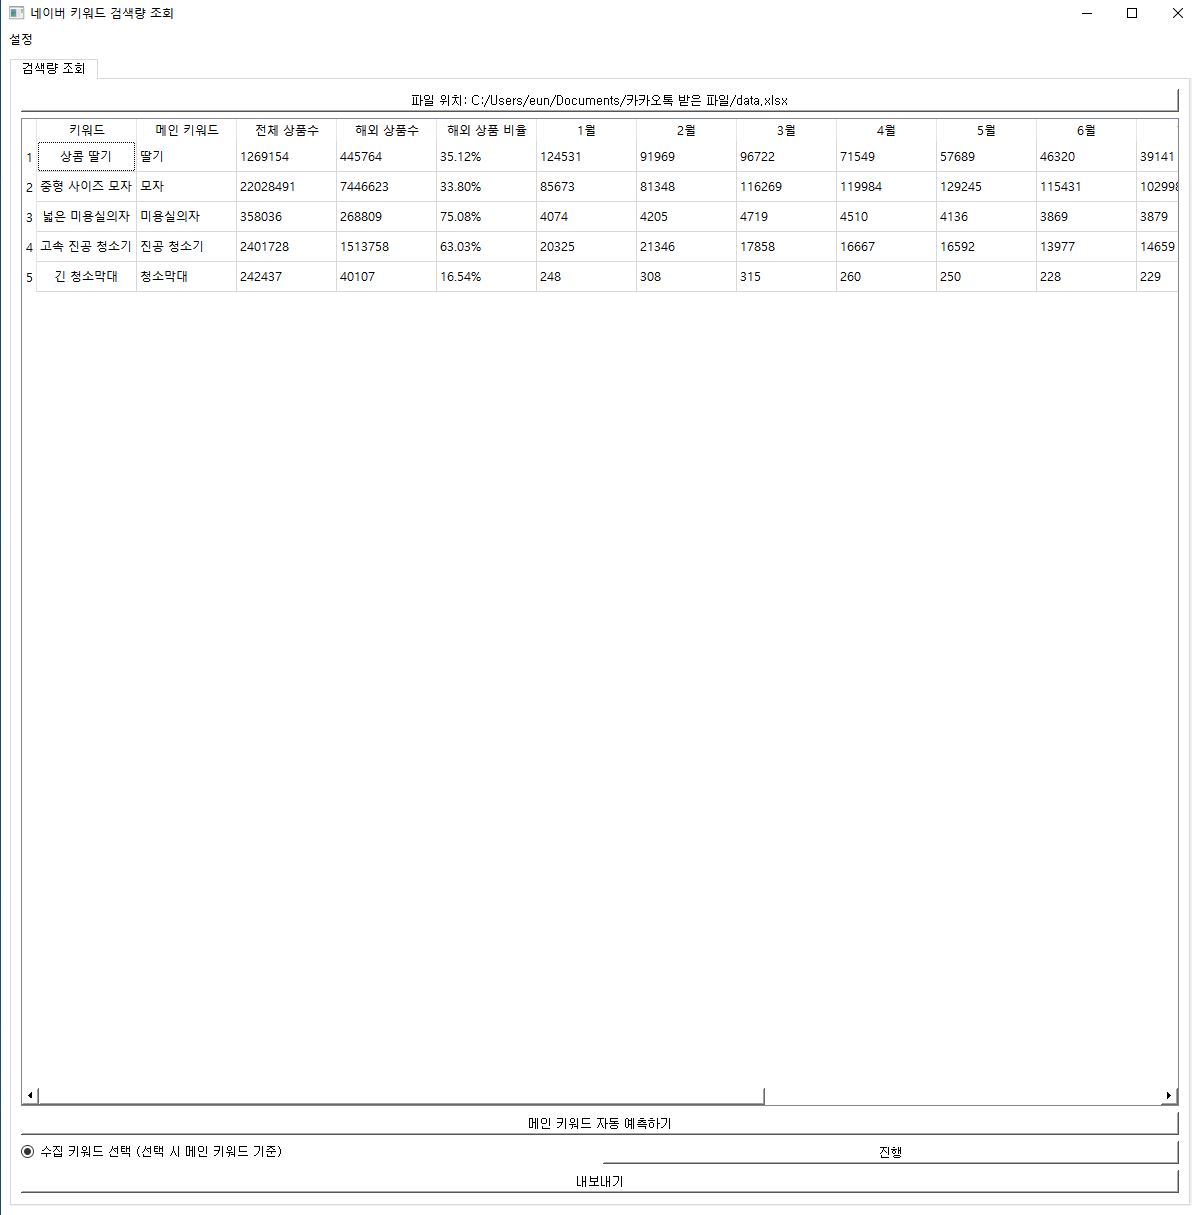 네이버 키워드 검색량 조회
설정
검색량 조회
파일 위치: C:/Users/eun/Documents/카카오톡 받은 파일/data.xlsx
키워드 메인 키워드 전체 상품수 해외 상품수 해외 상품 비율 1월 2월 3월 4월 5월 6월
1 상콤 딸기 딸기 1269154 445764 35.12% 124531 91969 96722 71549 57689 46320 39141
2 중형 사이즈 모자 모자 22028491 7446623 33.80% 85673 81348 116269 119984 129245 115431 102998
3 넓은 미용실의자 미용실의자 358036 268809 75.08% 4074 4205 4719 4510 4136 3869 3879
4 고속 진공 청소기 진공 청소기 2401728 1513758 63.03% 20325 21346 17858 16667 16592 13977 14659
5 긴 청소막대 청소막대 242437 40107 16.54% 248 308 315 260 250 228 229
메인 키워드 자동 예측하기
수집 키워드 선택 (선택 시 메인 키워드 기준) 진행
내보내기